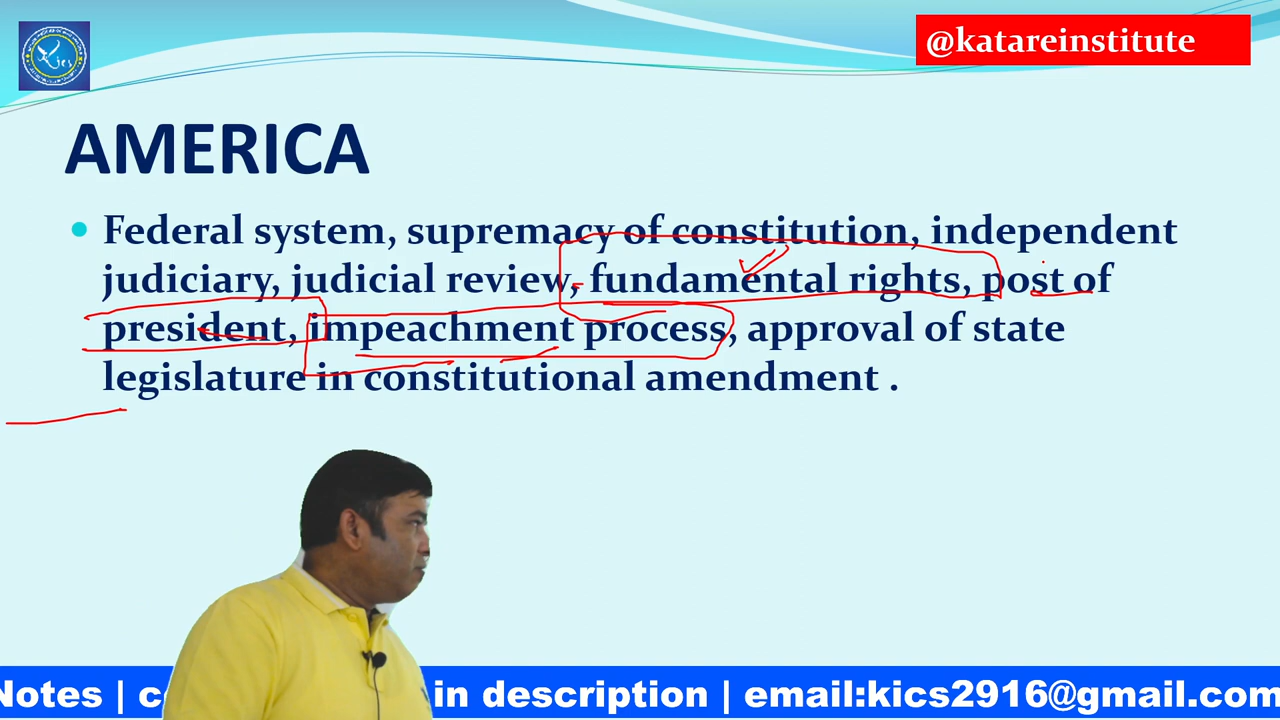 @katareinstitute
AMERICA
Federal system, supremacy of constitution, independent
judiciary, judicial review, fundamental rights, post of
president, impeachment process, approval of state
legislature in constitutional amendment .
Notes | in description | email:kics2916@gmail.com